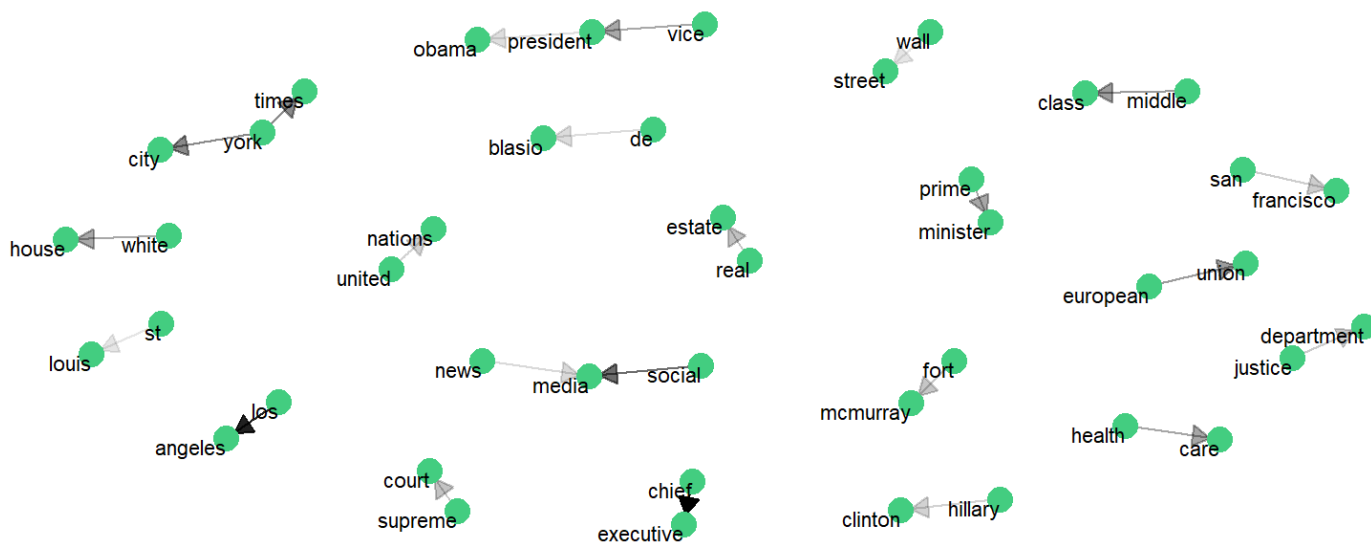 obama
president
vice
wall
street
times
york
city
class
middle
blasio
de
san
francisco
prime
minister
house
white
nations
united
estate
real
union
european
st
louis
department
justice
news
media
social
fort
mcmurray
los
angeles
health
care
court
supreme
chief
executive
clinton
hillary